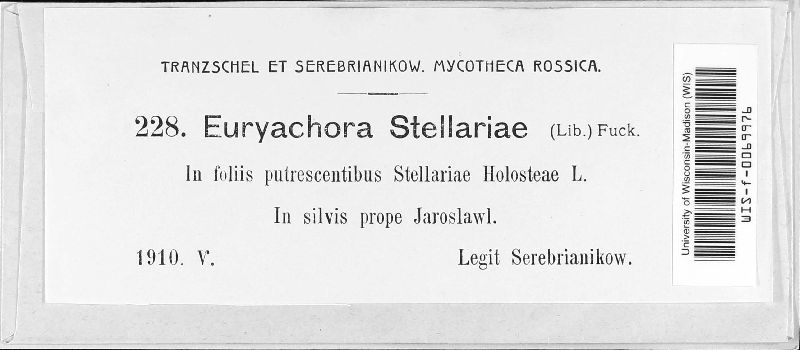 TRANZSCHEL ET SEREBRIANIKOW. MYCOTHECA ROSSICA.
228. Euryachora Stellariae (Lib.) Fuck.
In foliis putrescentibus Stellariae Holosteae L.
In silvis prope Jaroslawl.
1910. V. Legit Serebrianikow.
University of Wisconsin-Madison (WIS)
WIS-f-0069976